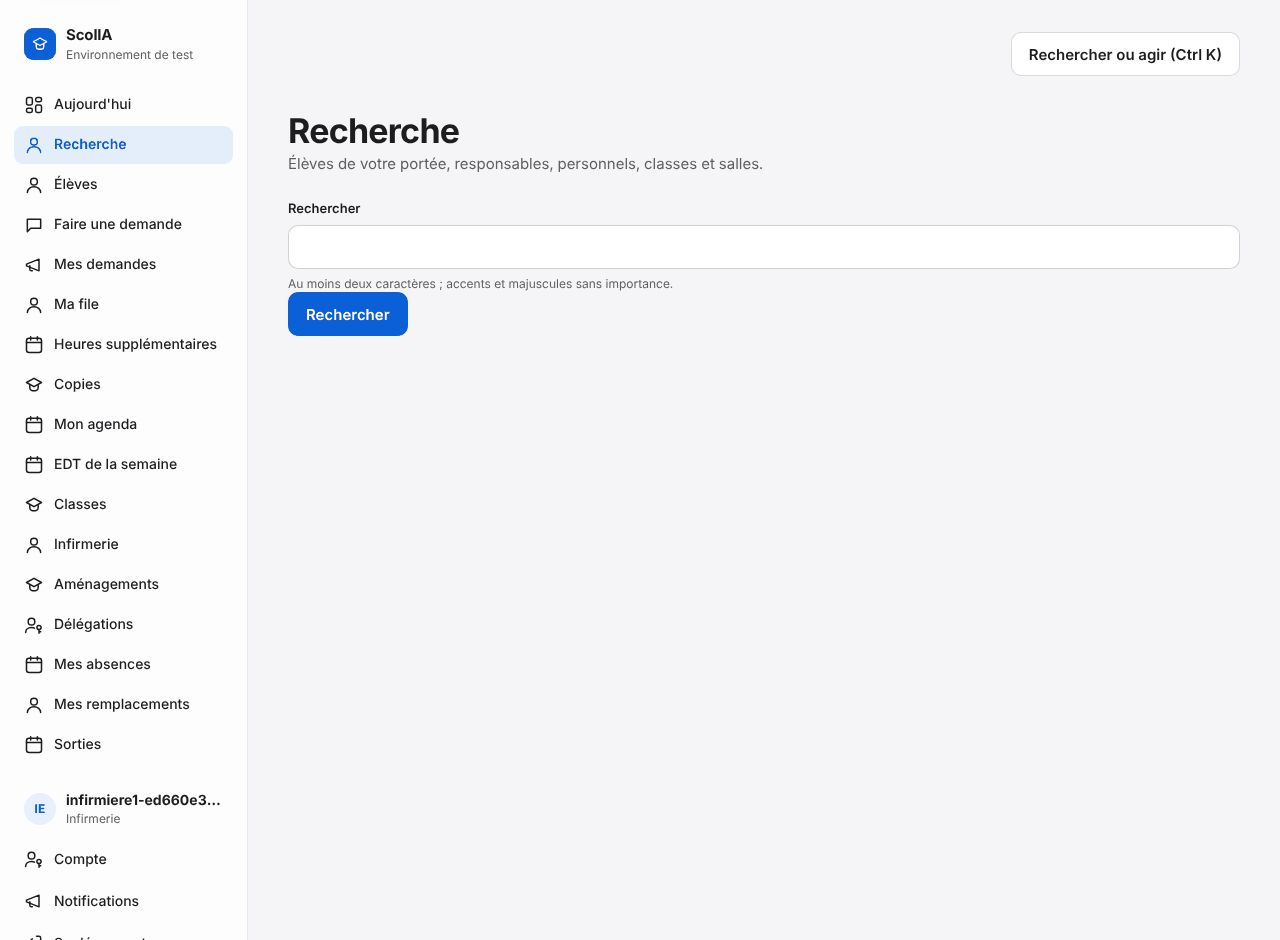 ScolIA
Environnement de test
Aujourd'hui
Recherche
Élèves
Faire une demande
Mes demandes
Ma file
Heures supplémentaires
Copies
Mon agenda
EDT de la semaine
Classes
Infirmerie
Aménagements
Délégations
Mes absences
Mes remplacements
Sorties
IE
infirmiere1-ed660e3...
Infirmerie
Compte
Notifications
Rechercher ou agir (Ctrl K)
Recherche
Élèves de votre portée, responsables, personnels, classes et salles.
Rechercher
Au moins deux caractères ; accents et majuscules sans importance.
Rechercher